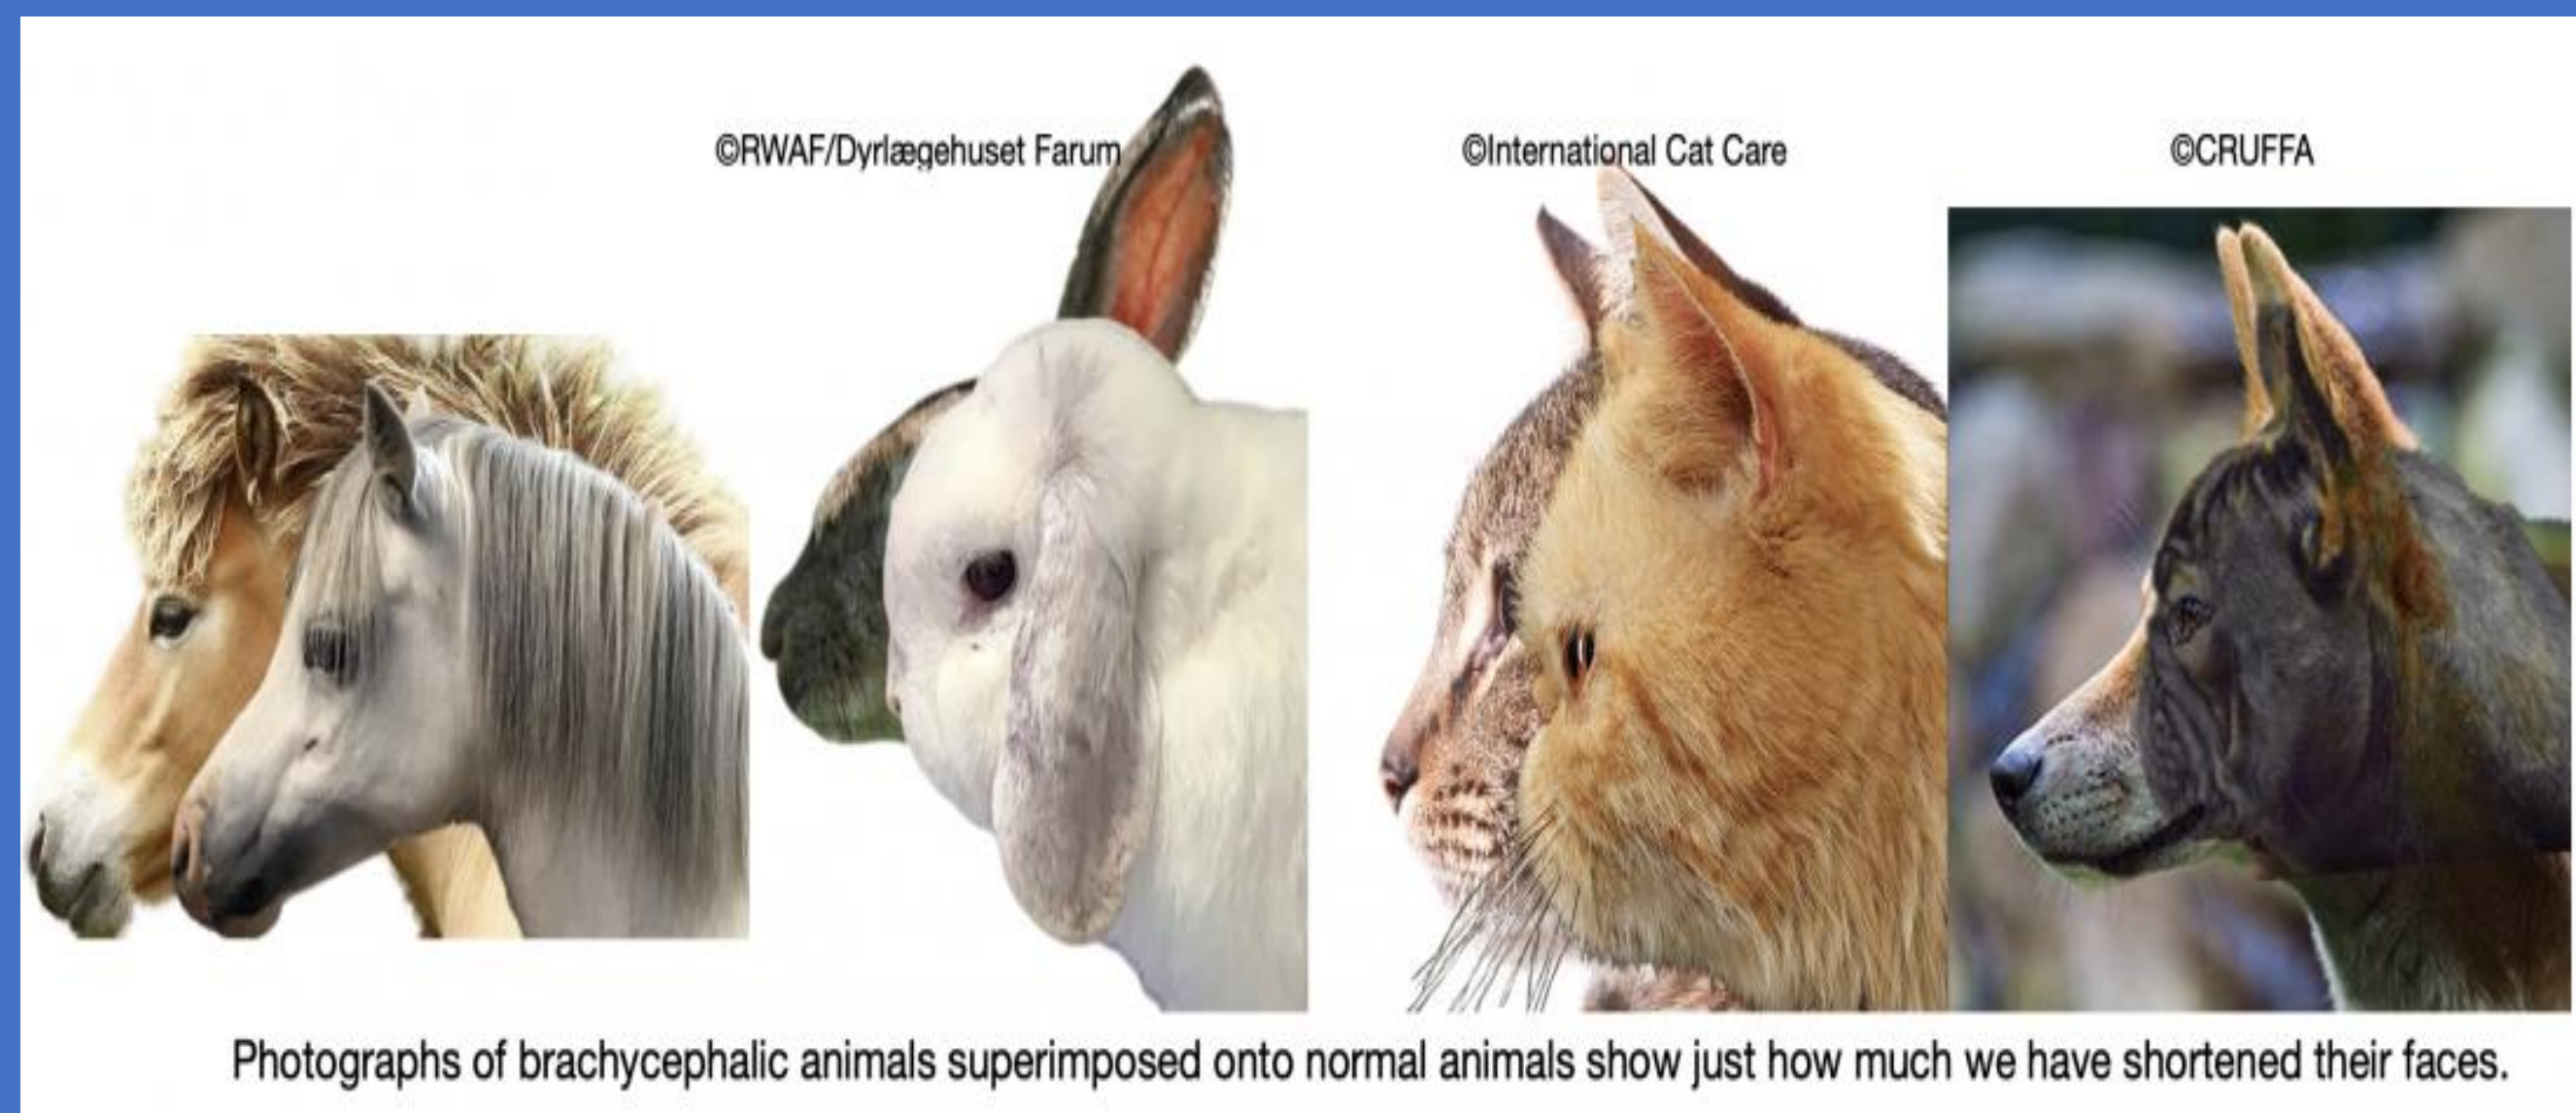 ©RWAF/Dyrlægehuset Farum
©International Cat Care
©CRUFFA
Photographs of brachycephalic animals superimposed onto normal animals show just how much we have shortened their faces.